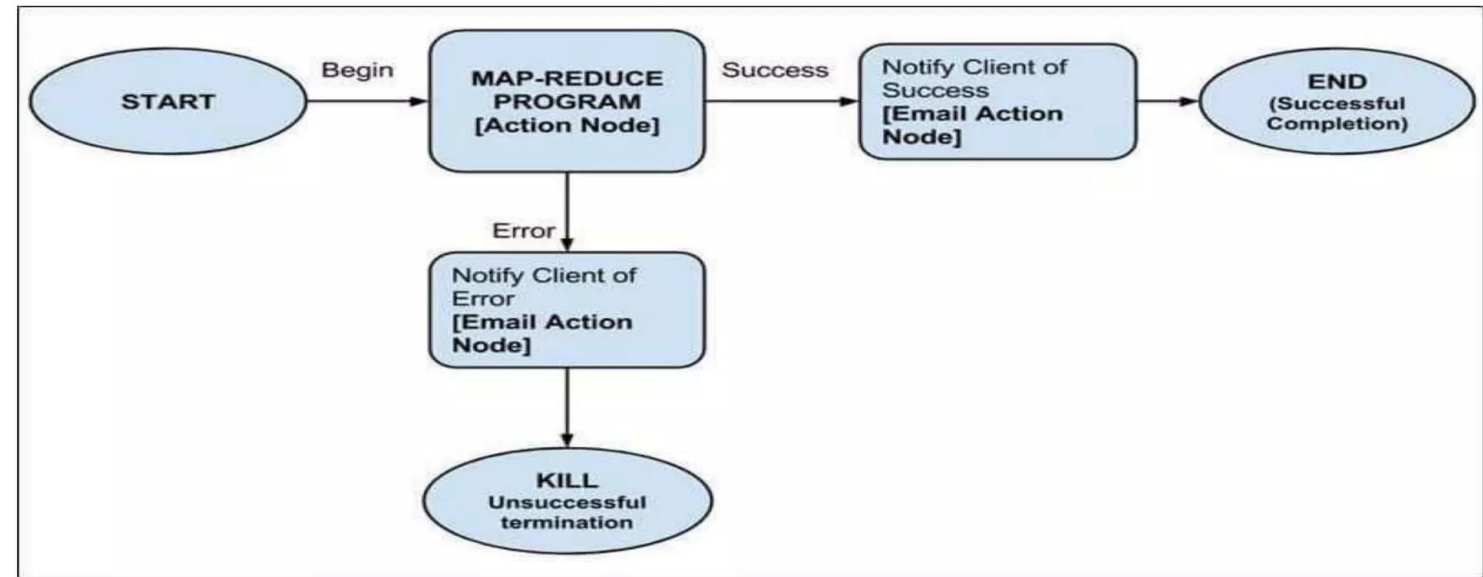 START
Begin
MAP-REDUCE
PROGRAM
[Action Node]
Success
Notify Client of
Success
[Email Action
Node]
END
(Successful
Completion)
Error
Notify Client of
Error
[Email Action
Node]
KILL
Unsuccessful
termination